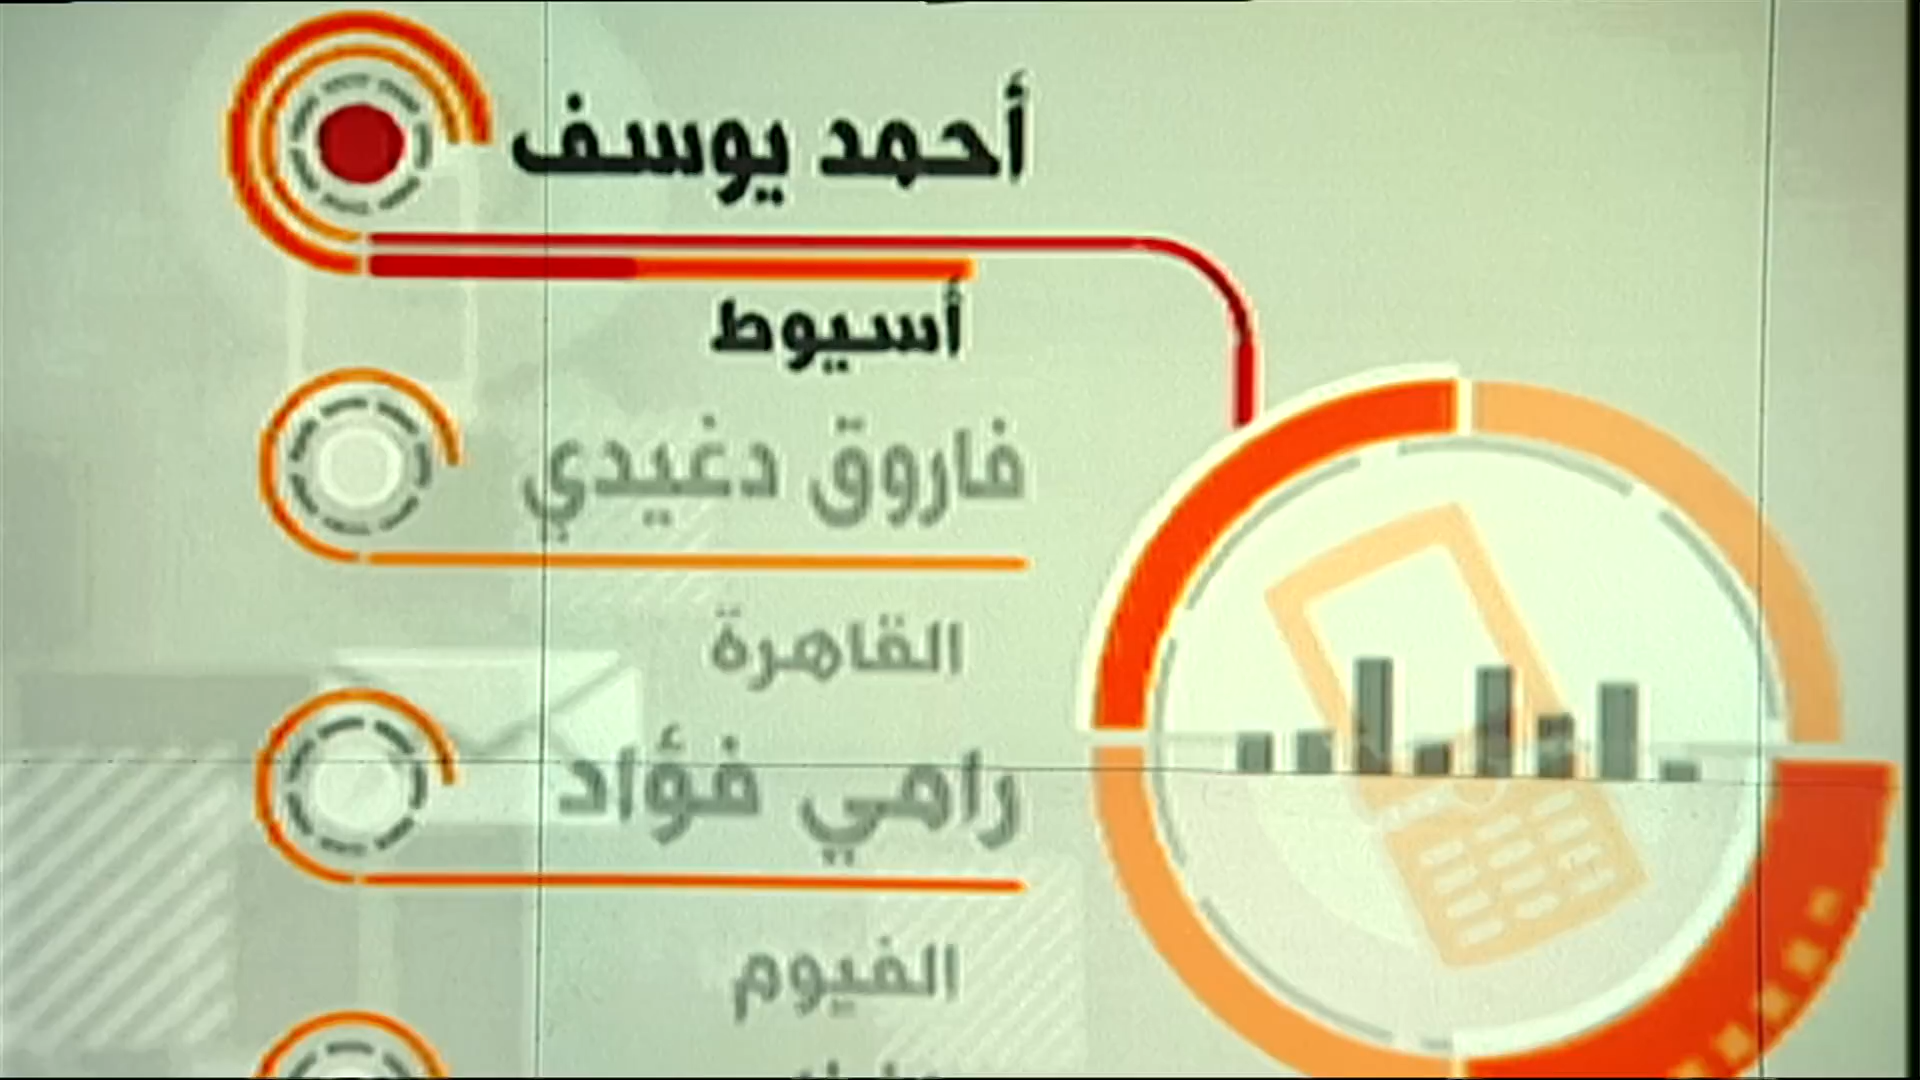 أحمد يوسف
أسيوط
فاروق دغيدي
القاهرة
رامي فؤاد
الفيوم